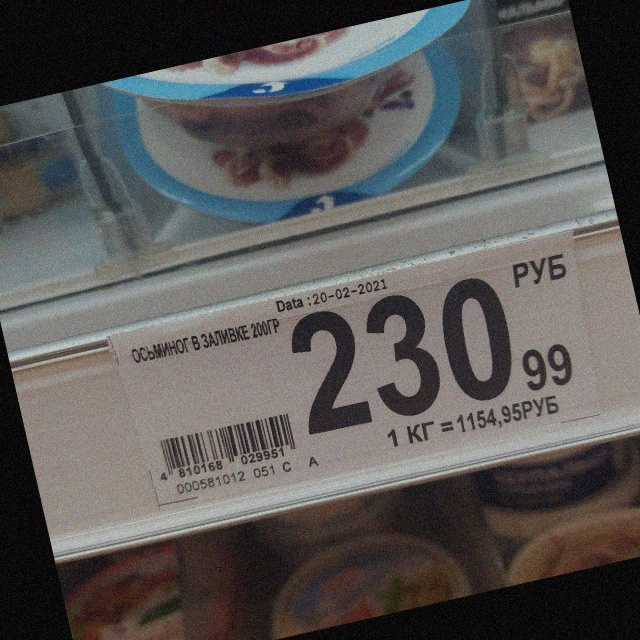 Data :20-02-2021
ОСЬМИНОГ В ЗАЛИВКЕ 200ГР
230 99 РУБ
1 КГ =1154,95РУБ
4 810168 029951
000581012 051 С А